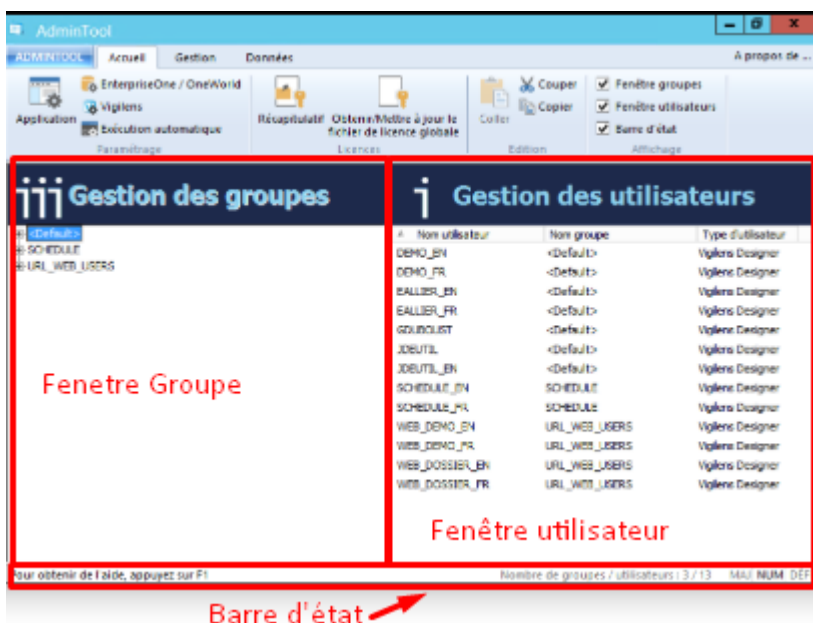 AdminTool
ADMINTOOL Accueil Gestion Données A propos de ...
Application
EnterpriseOne / OneWorld
Vigilens
Exécution automatique
Paramétrage
Récapitulatif
Obtenir/Mettre à jour le
fichier de licence globale
Licences
Coller
Couper
Copier
Edition
Fenêtre groupes
Fenêtre utilisateurs
Barre d'état
Affichage
Gestion des groupes
<Default>
SCHEDULE
URL_WEB_USERS
Fenetre Groupe
Gestion des utilisateurs
Nom utilisateur Nom groupe Type d'utilisateur
DEMO_EN <Default> Vigilens Designer
DEMO_FR <Default> Vigilens Designer
EALLIER_EN <Default> Vigilens Designer
EALLIER_FR <Default> Vigilens Designer
GDUBOUST <Default> Vigilens Designer
JDEUTIL <Default> Vigilens Designer
JDEUTIL_EN <Default> Vigilens Designer
SCHEDULE_EN SCHEDULE Vigilens Designer
SCHEDULE_FR SCHEDULE Vigilens Designer
WEB_DEMO_EN URL_WEB_USERS Vigilens Designer
WEB_DEMO_FR URL_WEB_USERS Vigilens Designer
WEB_DOSSIER_EN URL_WEB_USERS Vigilens Designer
WEB_DOSSIER_FR URL_WEB_USERS Vigilens Designer
Fenêtre utilisateur
Pour obtenir de l'aide, appuyez sur F1 Nombre de groupes / utilisateurs : 3 / 13 MAJ NUM DEF
Barre d'état